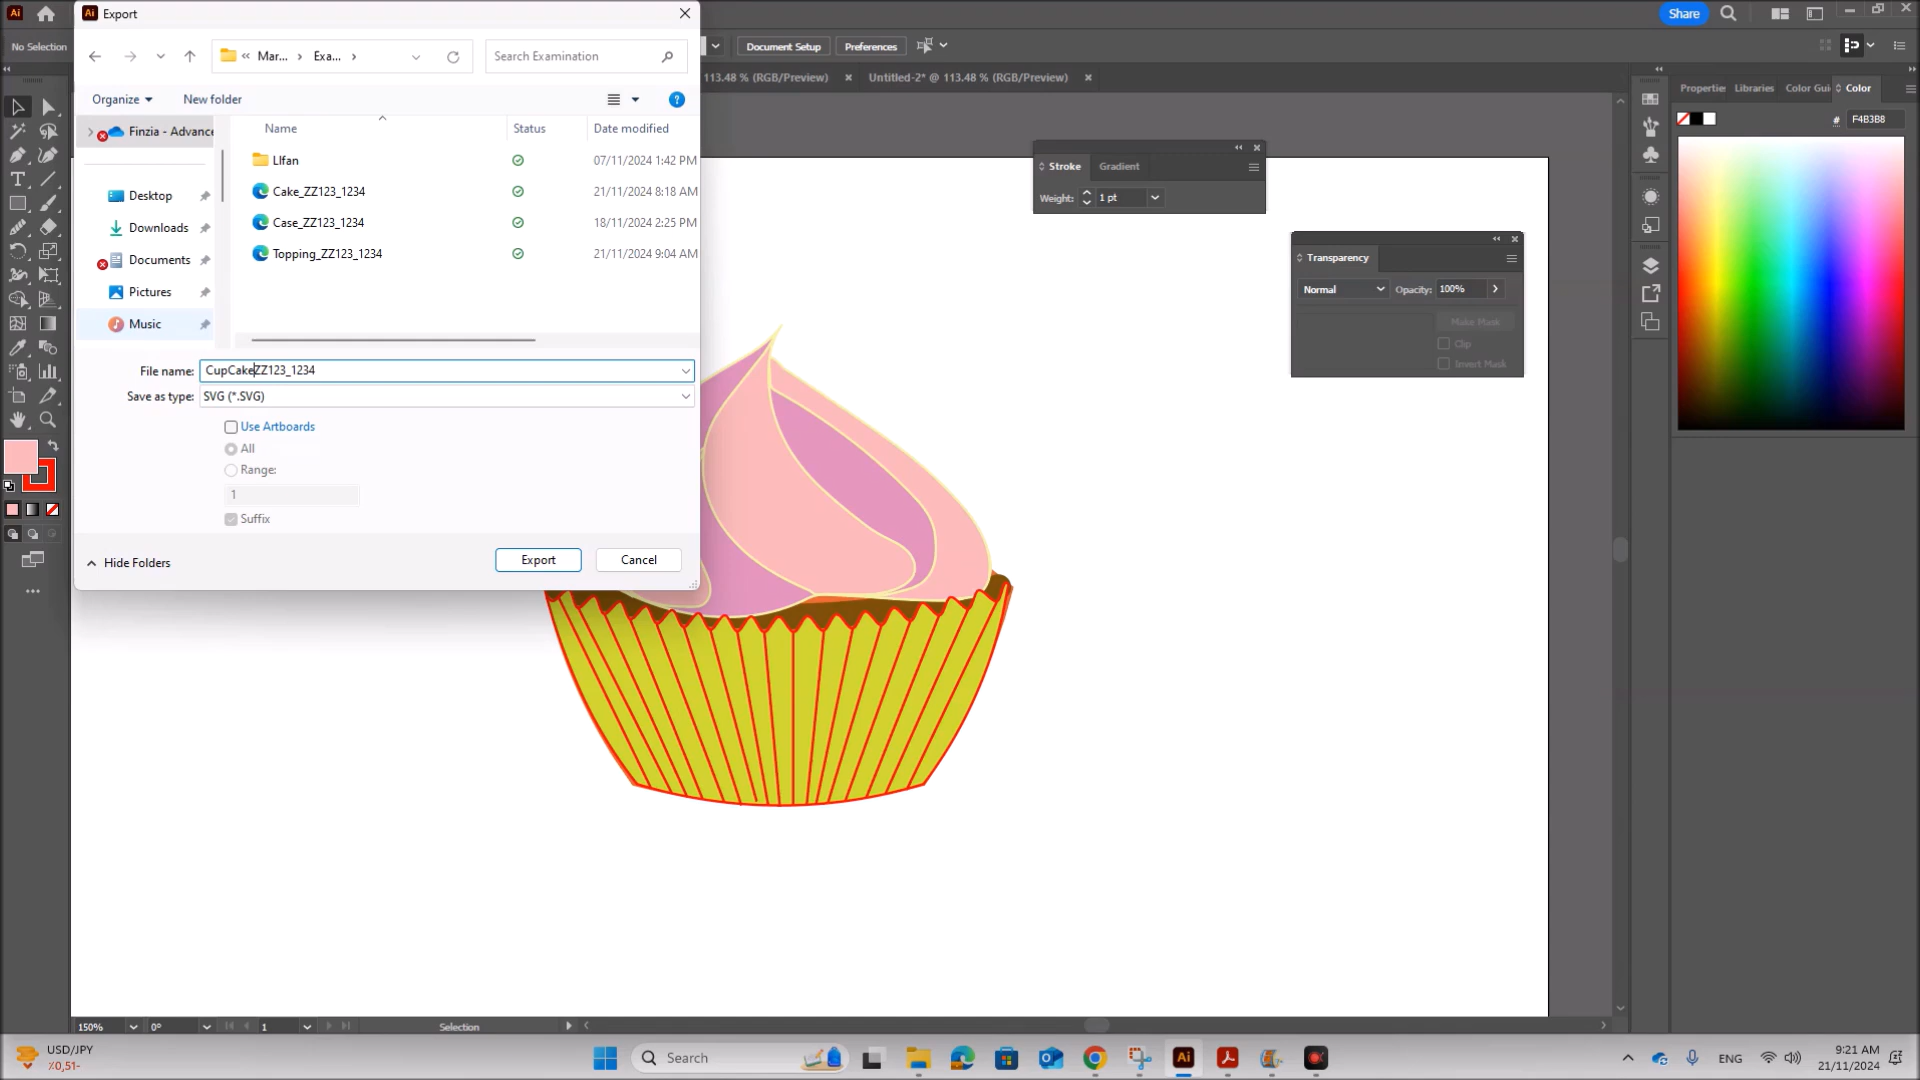 Ai
Export
Share
No Selection
Mar...
Exa...
Search Examination
Document Setup
Preferences
113.48 % (RGB/Preview)
Untitled-2* @ 113.48 % (RGB/Preview)
Organize
New folder
Propertie
Libraries
Color Gui
Color
# F4B3B8
Finzia - Advance
Name
Status
Date modified
Desktop
Downloads
Documents
Pictures
Music
LIfan
07/11/2024 1:42 PM
Cake_ZZ123_1234
21/11/2024 8:18 AM
Case_ZZ123_1234
18/11/2024 2:25 PM
Topping_ZZ123_1234
21/11/2024 9:04 AM
Stroke
Gradient
Weight:
1 pt
Transparency
Normal
Opacity:
100%
Make Mask
Clip
Invert Mask
File name:
CupCakeZZ123_1234
Save as type:
SVG (*.SVG)
Use Artboards
All
Range:
1
Suffix
Hide Folders
Export
Cancel
150%
0°
1
Selection
USD/JPY
٪0,51-
Search
Ai
ENG
9:21 AM
21/11/2024